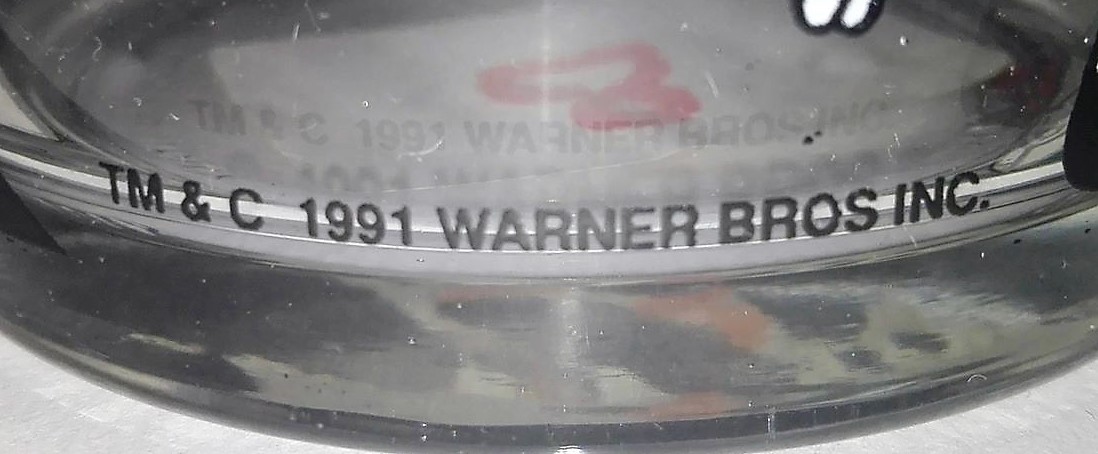 TM & C 1991 WARNER BROS INC.